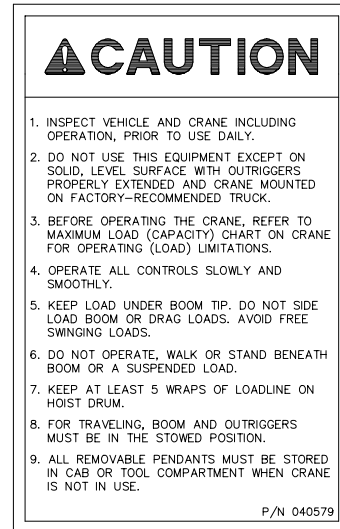 CAUTION
1. INSPECT VEHICLE AND CRANE INCLUDING
OPERATION, PRIOR TO USE DAILY.
2. DO NOT USE THIS EQUIPMENT EXCEPT ON
SOLID, LEVEL SURFACE WITH OUTRIGGERS
PROPERLY EXTENDED AND CRANE MOUNTED
ON FACTORY-RECOMMENDED TRUCK.
3. BEFORE OPERATING THE CRANE, REFER TO
MAXIMUM LOAD (CAPACITY) CHART ON CRANE
FOR OPERATING (LOAD) LIMITATIONS.
4. OPERATE ALL CONTROLS SLOWLY AND
SMOOTHLY.
5. KEEP LOAD UNDER BOOM TIP. DO NOT SIDE
LOAD BOOM OR DRAG LOADS. AVOID FREE
SWINGING LOADS.
6. DO NOT OPERATE, WALK OR STAND BENEATH
BOOM OR A SUSPENDED LOAD.
7. KEEP AT LEAST 5 WRAPS OF LOADLINE ON
HOIST DRUM.
8. FOR TRAVELING, BOOM AND OUTRIGGERS
MUST BE IN THE STOWED POSITION.
9. ALL REMOVABLE PENDANTS MUST BE STORED
IN CAB OR TOOL COMPARTMENT WHEN CRANE
IS NOT IN USE.
P/N 040579